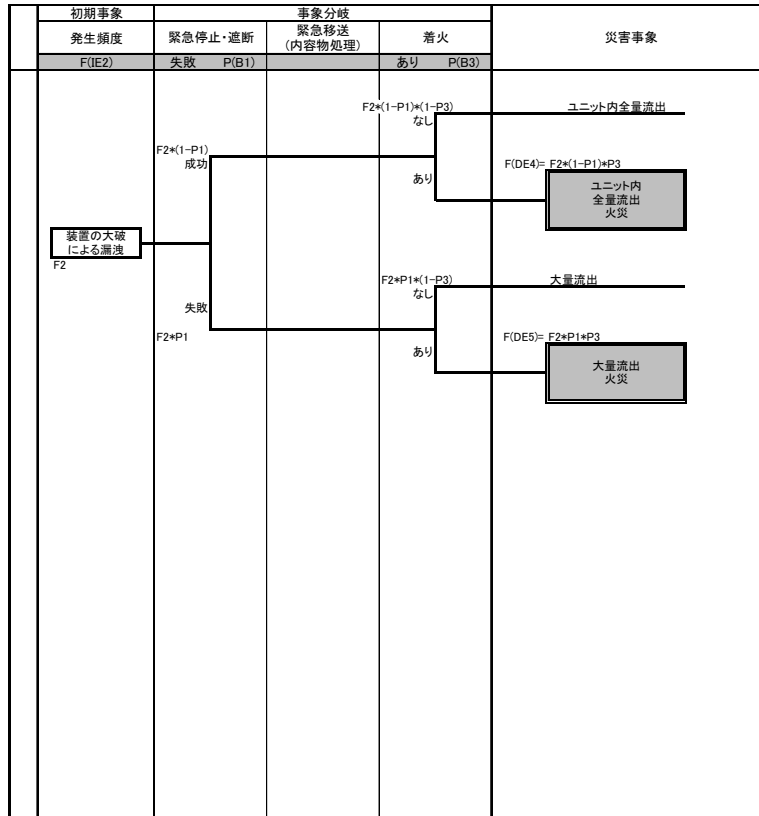 初期事象
事象分岐
災害事象
発生頻度
緊急停止・遮断
緊急移送
(内容物処理)
着火
F(IE2)
失敗 P(B1)
あり P(B3)
F2*(1-P1)*(1-P3)
なし
ユニット内全量流出
F2*(1-P1)
成功
あり
F(DE4)= F2*(1-P1)*P3
ユニット内
全量流出
火災
装置の大破
による漏洩
F2
F2*P1*(1-P3)
なし
大量流出
失敗
F2*P1
あり
F(DE5)= F2*P1*P3
大量流出
火災